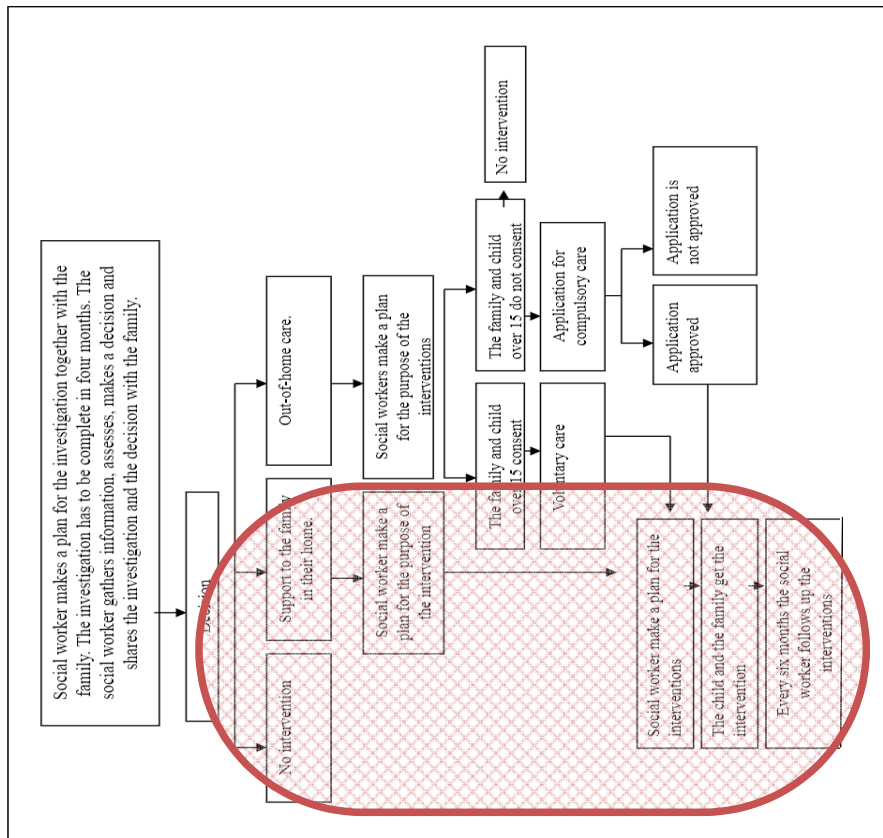 Social worker makes a plan for the investigation together with the
family. The investigation has to be complete in four months. The
social worker gathers information, assesses, makes a decision and
shares the investigation and the decision with the family.
Decision
No intervention
Support to the family
in their home.
Out-of-home care.
Social worker make a
plan for the purpose of
the intervention
Social workers make a plan
for the purpose of the
interventions
The family and child
over 15 consent
The family and child
over 15 do not consent
No intervention
Voluntary care
Application for
compulsory care
Application
approved
Application is
not approved
Social worker make a plan for the
interventions
The child and the family get the
intervention
Every six months the social
worker follows up the
interventions